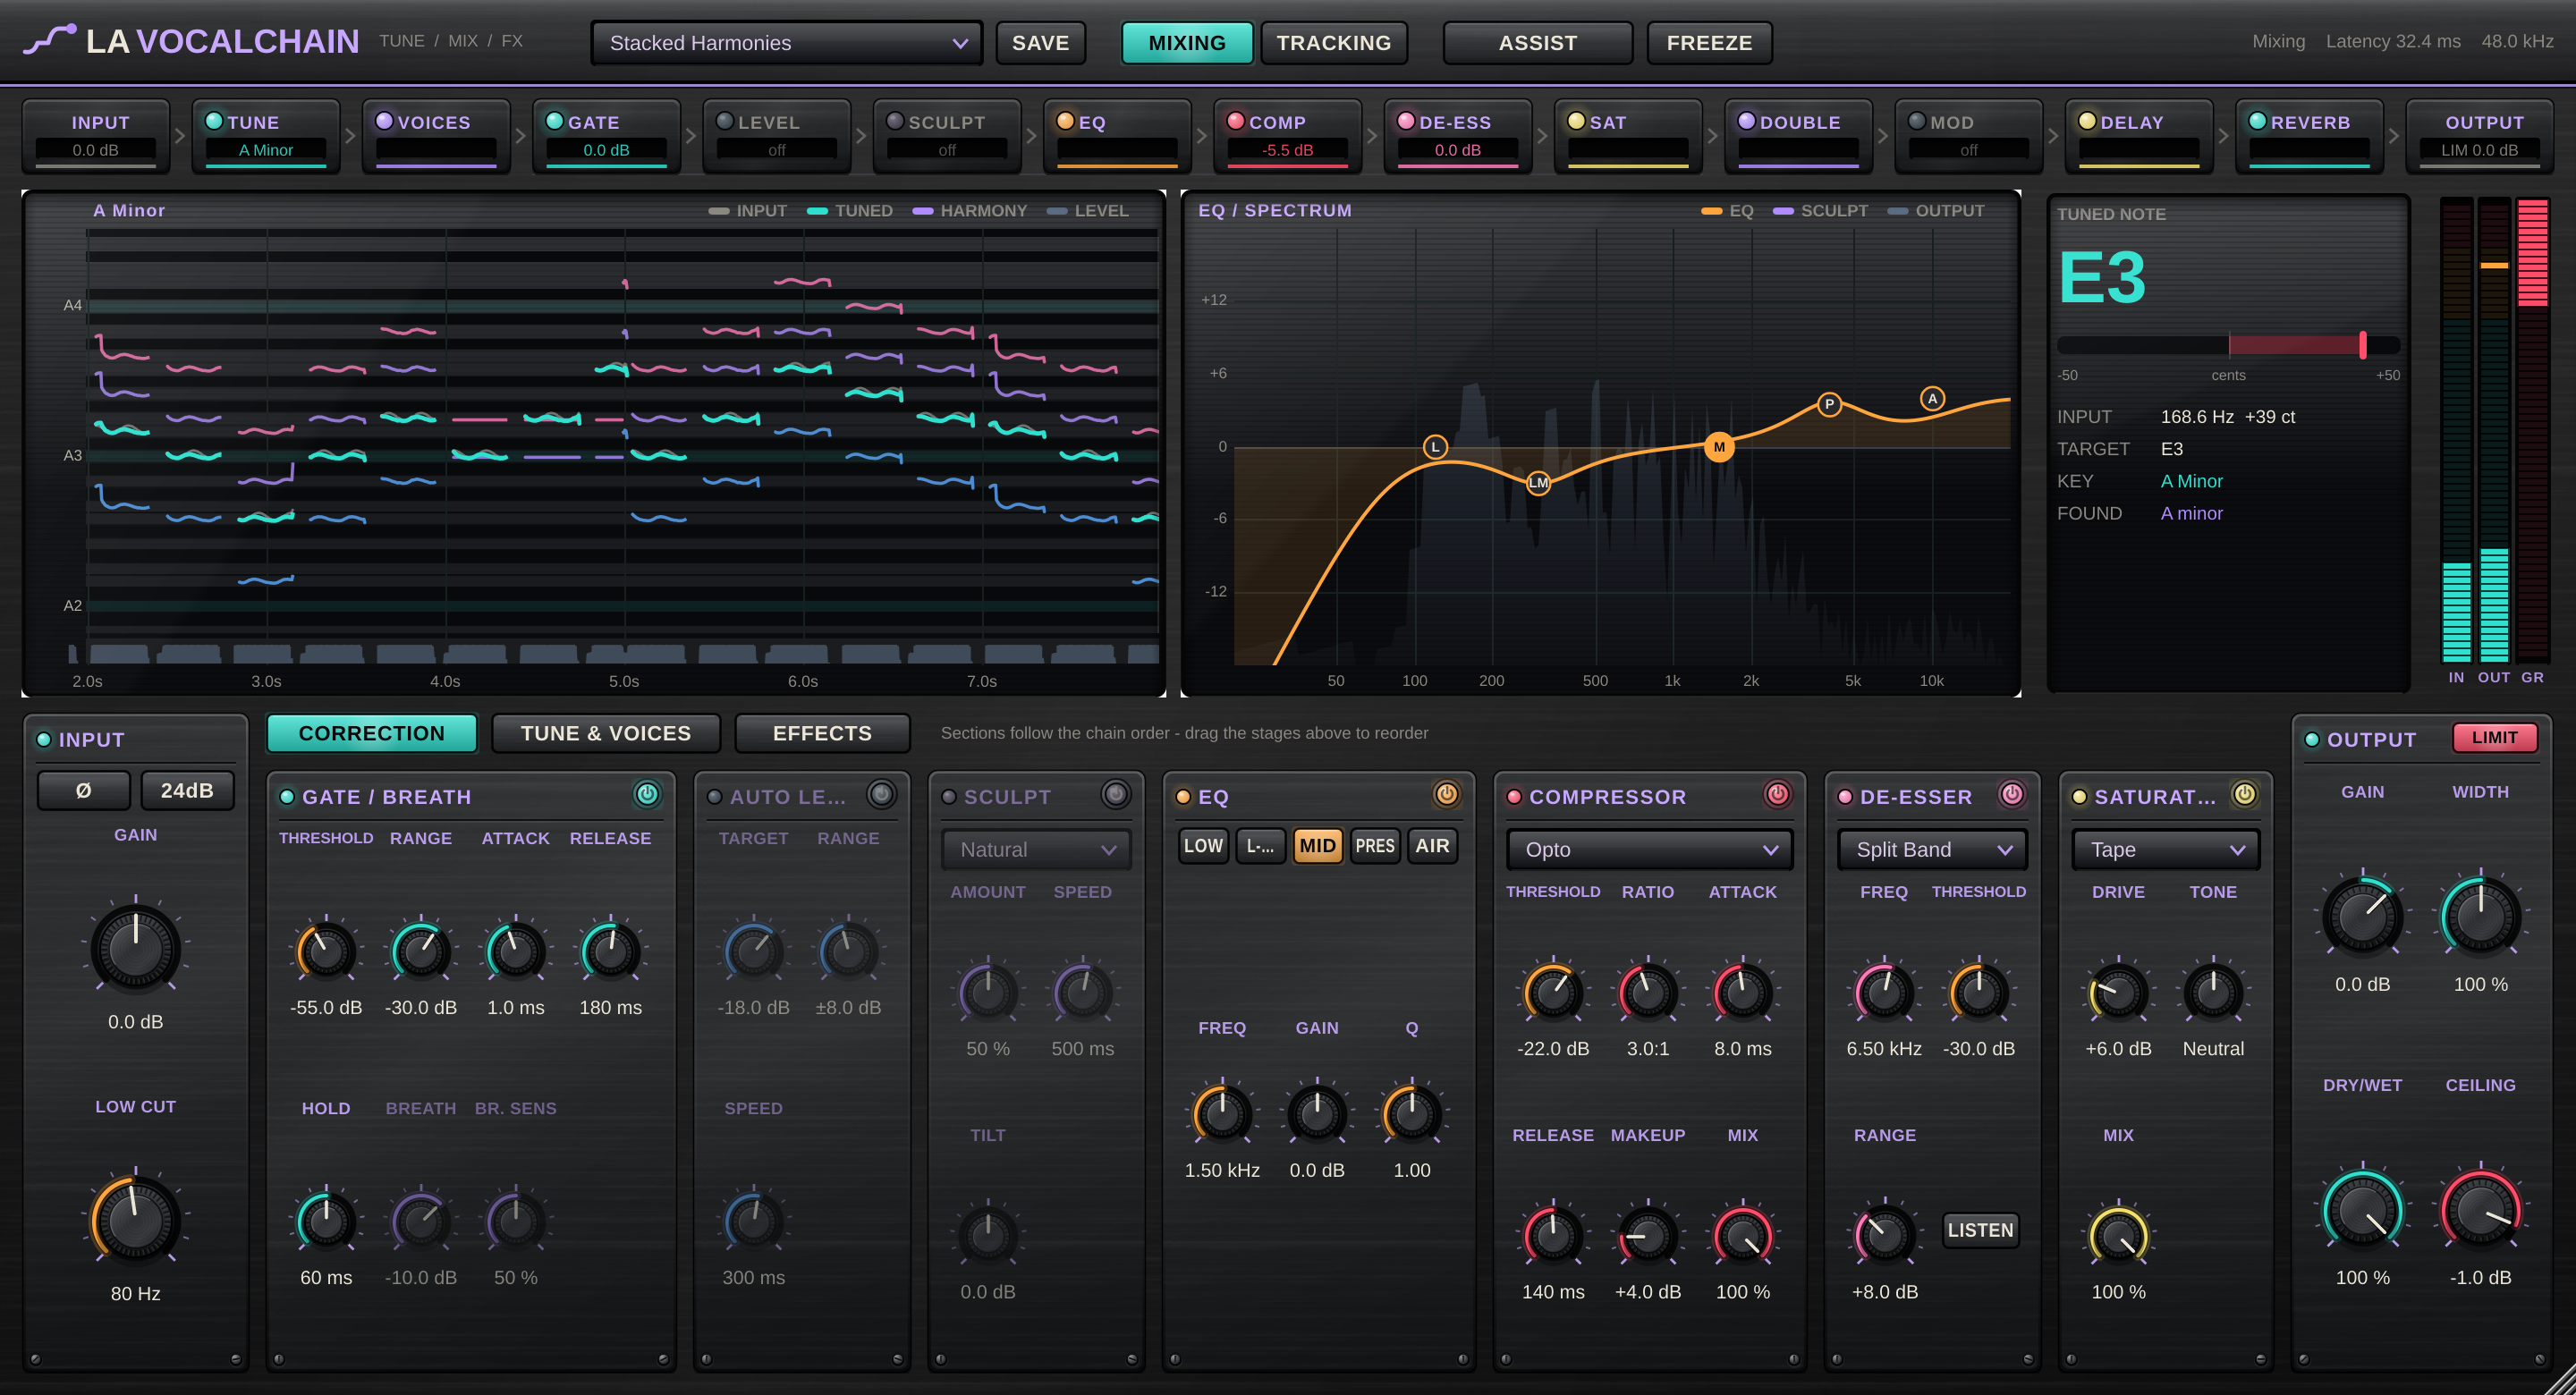 LA VOCALCHAIN TUNE / MIX / FX Stacked Harmonies SAVE MIXING TRACKING ASSIST FREEZE Mixing Latency 32.4 ms 48.0 kHz
INPUT TUNE VOICES GATE LEVEL SCULPT EQ COMP DE-ESS SAT DOUBLE MOD DELAY REVERB OUTPUT
0.0 dB A Minor 0.0 dB off off -5.5 dB 0.0 dB off LIM 0.0 dB
A Minor INPUT TUNED HARMONY LEVEL
A4
A3
A2
2.0s 3.0s 4.0s 5.0s 6.0s 7.0s
EQ / SPECTRUM EQ SCULPT OUTPUT
+12
+6
0
-6
-12
L LM M P A
50 100 200 500 1k 2k 5k 10k
TUNED NOTE
E3
-50 cents +50
INPUT 168.6 Hz +39 ct
TARGET E3
KEY A Minor
FOUND A minor
IN OUT GR
INPUT
Ø 24dB
GAIN
0.0 dB
LOW CUT
80 Hz
CORRECTION TUNE & VOICES EFFECTS Sections follow the chain order - drag the stages above to reorder
GATE / BREATH
THRESHOLD RANGE ATTACK RELEASE
-55.0 dB -30.0 dB 1.0 ms 180 ms
HOLD BREATH BR. SENS
60 ms -10.0 dB 50 %
AUTO LE...
TARGET RANGE
-18.0 dB ±8.0 dB
SPEED
300 ms
SCULPT
Natural
AMOUNT SPEED
50 % 500 ms
TILT
0.0 dB
EQ
LOW L-... MID PRES AIR
FREQ GAIN Q
1.50 kHz 0.0 dB 1.00
COMPRESSOR
Opto
THRESHOLD RATIO ATTACK
-22.0 dB 3.0:1 8.0 ms
RELEASE MAKEUP MIX
140 ms +4.0 dB 100 %
DE-ESSER
Split Band
FREQ THRESHOLD
6.50 kHz -30.0 dB
RANGE
LISTEN
+8.0 dB
SATURAT...
Tape
DRIVE TONE
+6.0 dB Neutral
MIX
100 %
OUTPUT LIMIT
GAIN WIDTH
0.0 dB 100 %
DRY/WET CEILING
100 % -1.0 dB